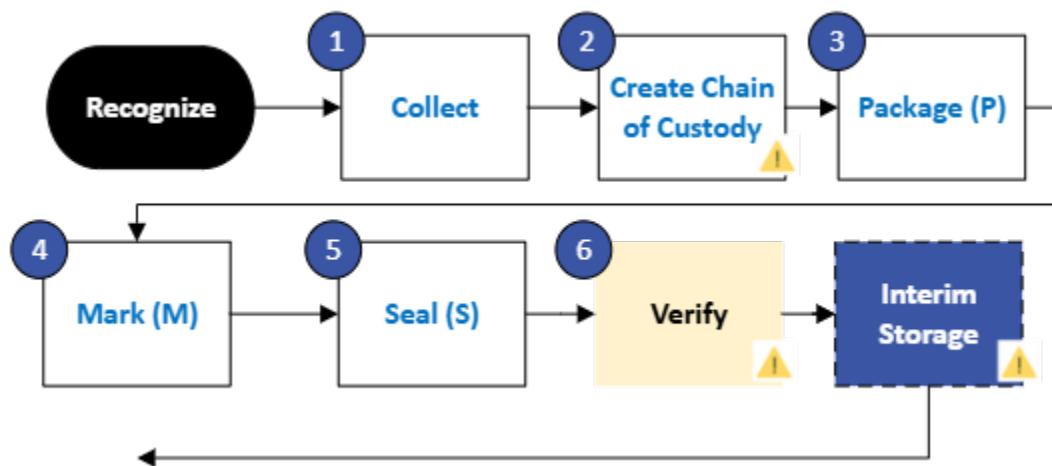 1
2
3
Recognize
Collect
Create Chain
of Custody
Package (P)
4
5
6
Mark (M)
Seal (S)
Verify
Interim
Storage